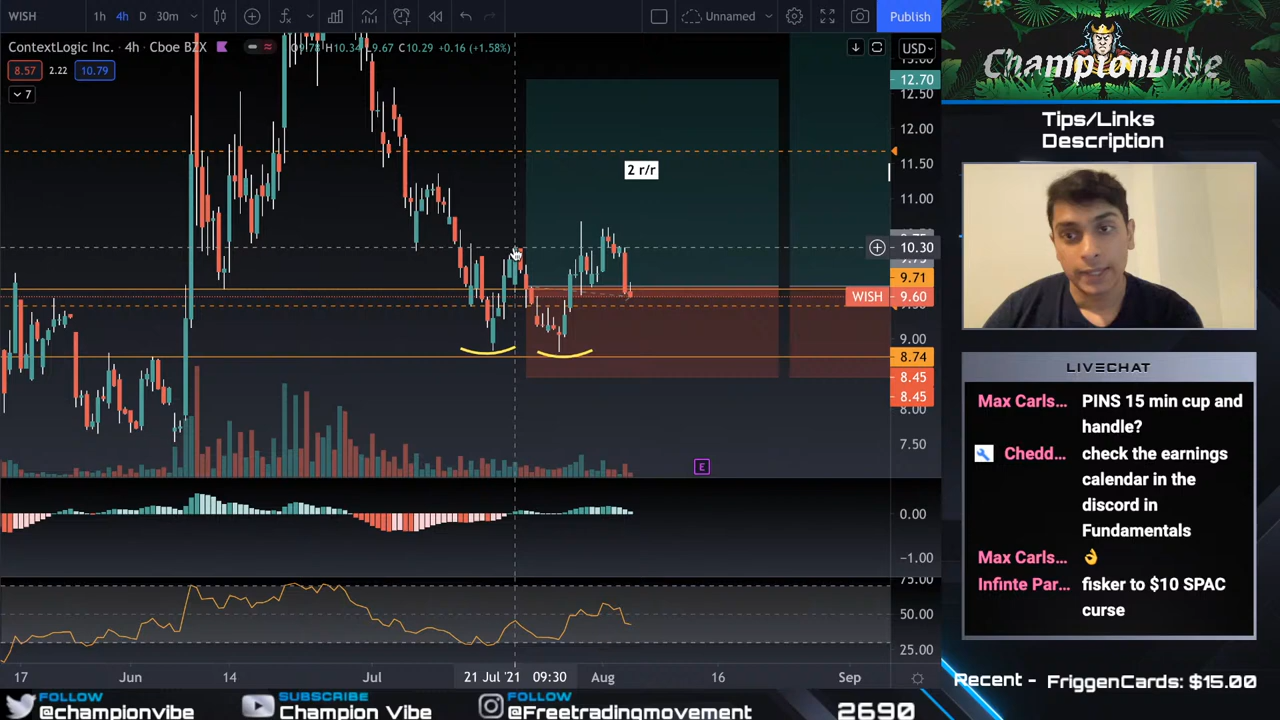 WISH 1h 4h D 30m Unnamed Publish
ContextLogic Inc. • 4h • Cboe BZX H10.34 L9.67 C10.29 +0.16 (+1.58%) USD
8.57 2.22 10.79
7
12.70
12.50
12.00
11.50
2 r/r
11.00
10.30
9.71
WISH 9.60
9.00
8.74
8.45
8.45
8.00
7.50
E
0.00
−1.00
75.00
50.00
25.00
17 Jun 14 Jul 21 Jul '21 09:30 Aug 16 Sep
ChampionVibe
Tips/Links
Description
LIVECHAT
Max Carls... PINS 15 min cup and
handle?
Chedd... check the earnings
calendar in the
discord in
Fundamentals
Max Carls... 👌
Infinte Par... fisker to $10 SPAC
curse
Recent - FriggenCards: $15.00
FOLLOW
@championvibe
SUBSCRIBE
Champion Vibe
FOLLOW
@Freetradingmovement
2690